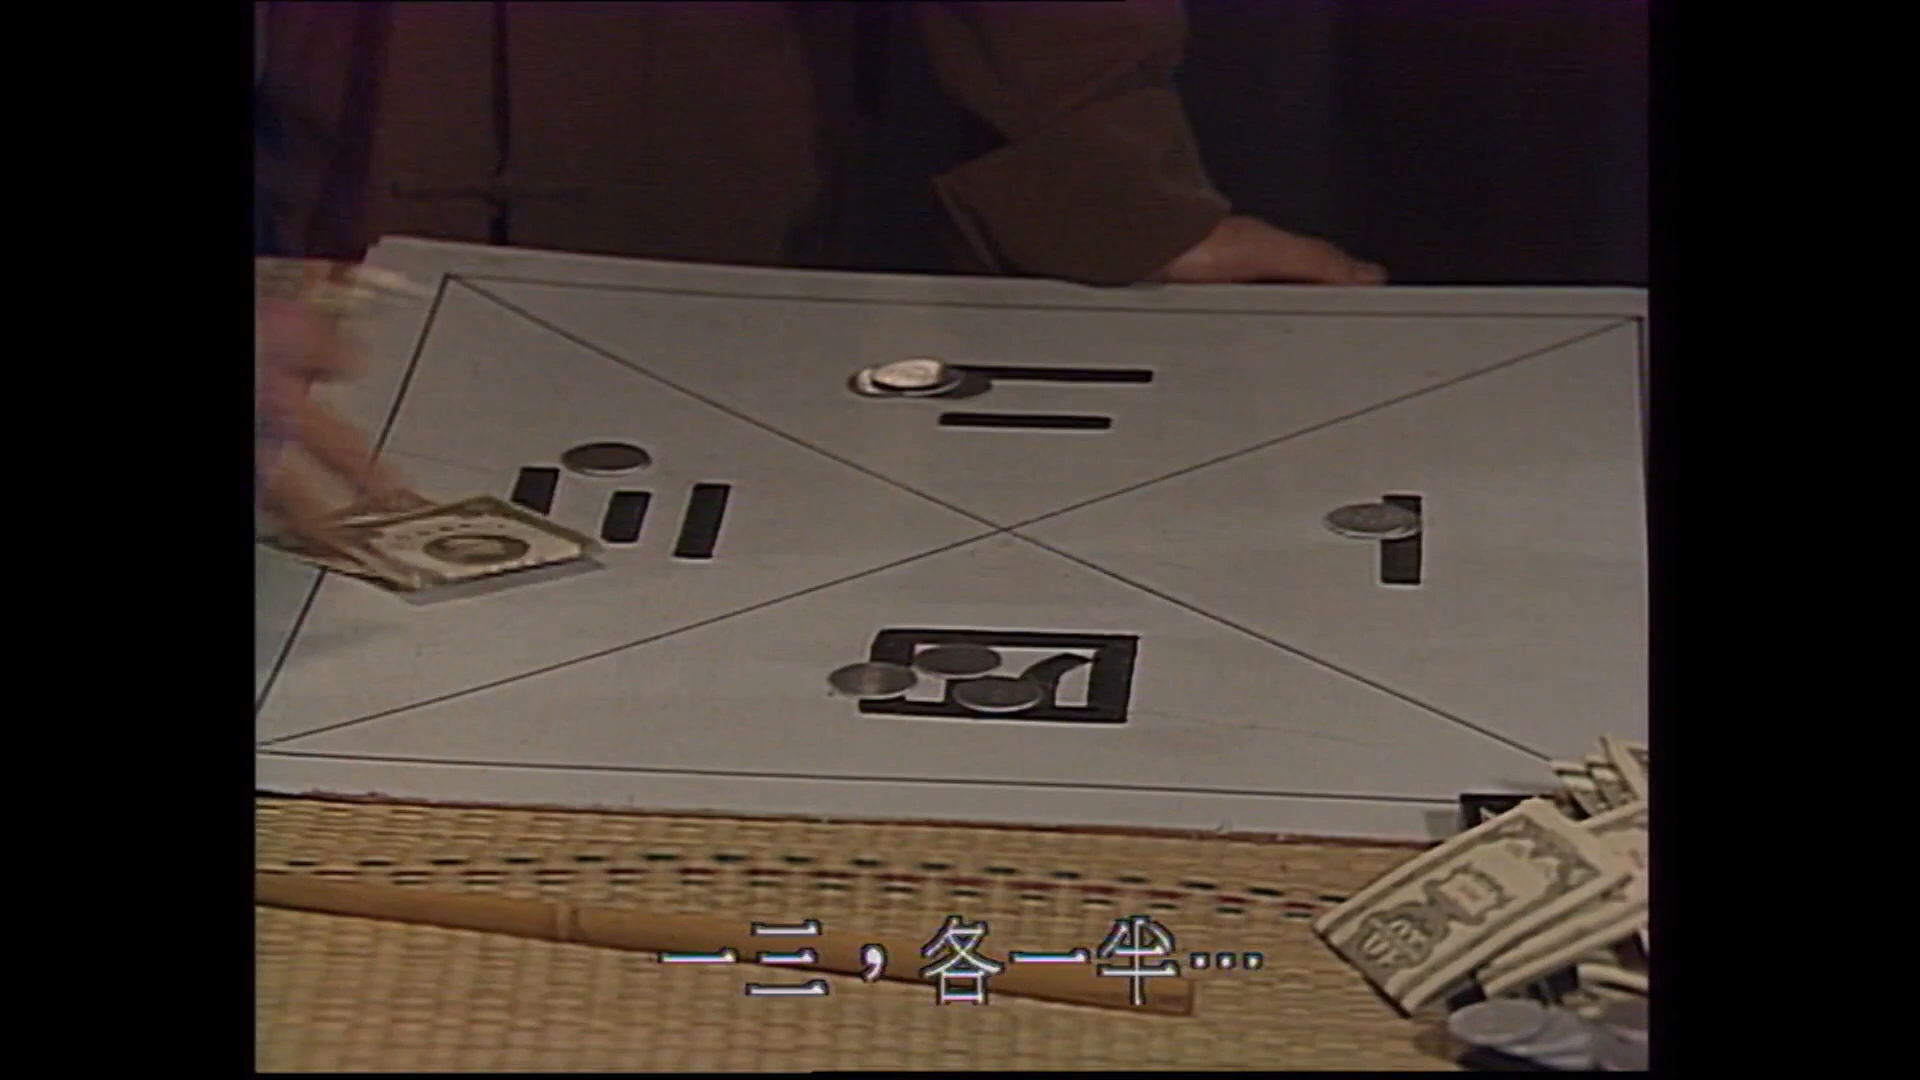 二
三
一
四
一三，各一半…